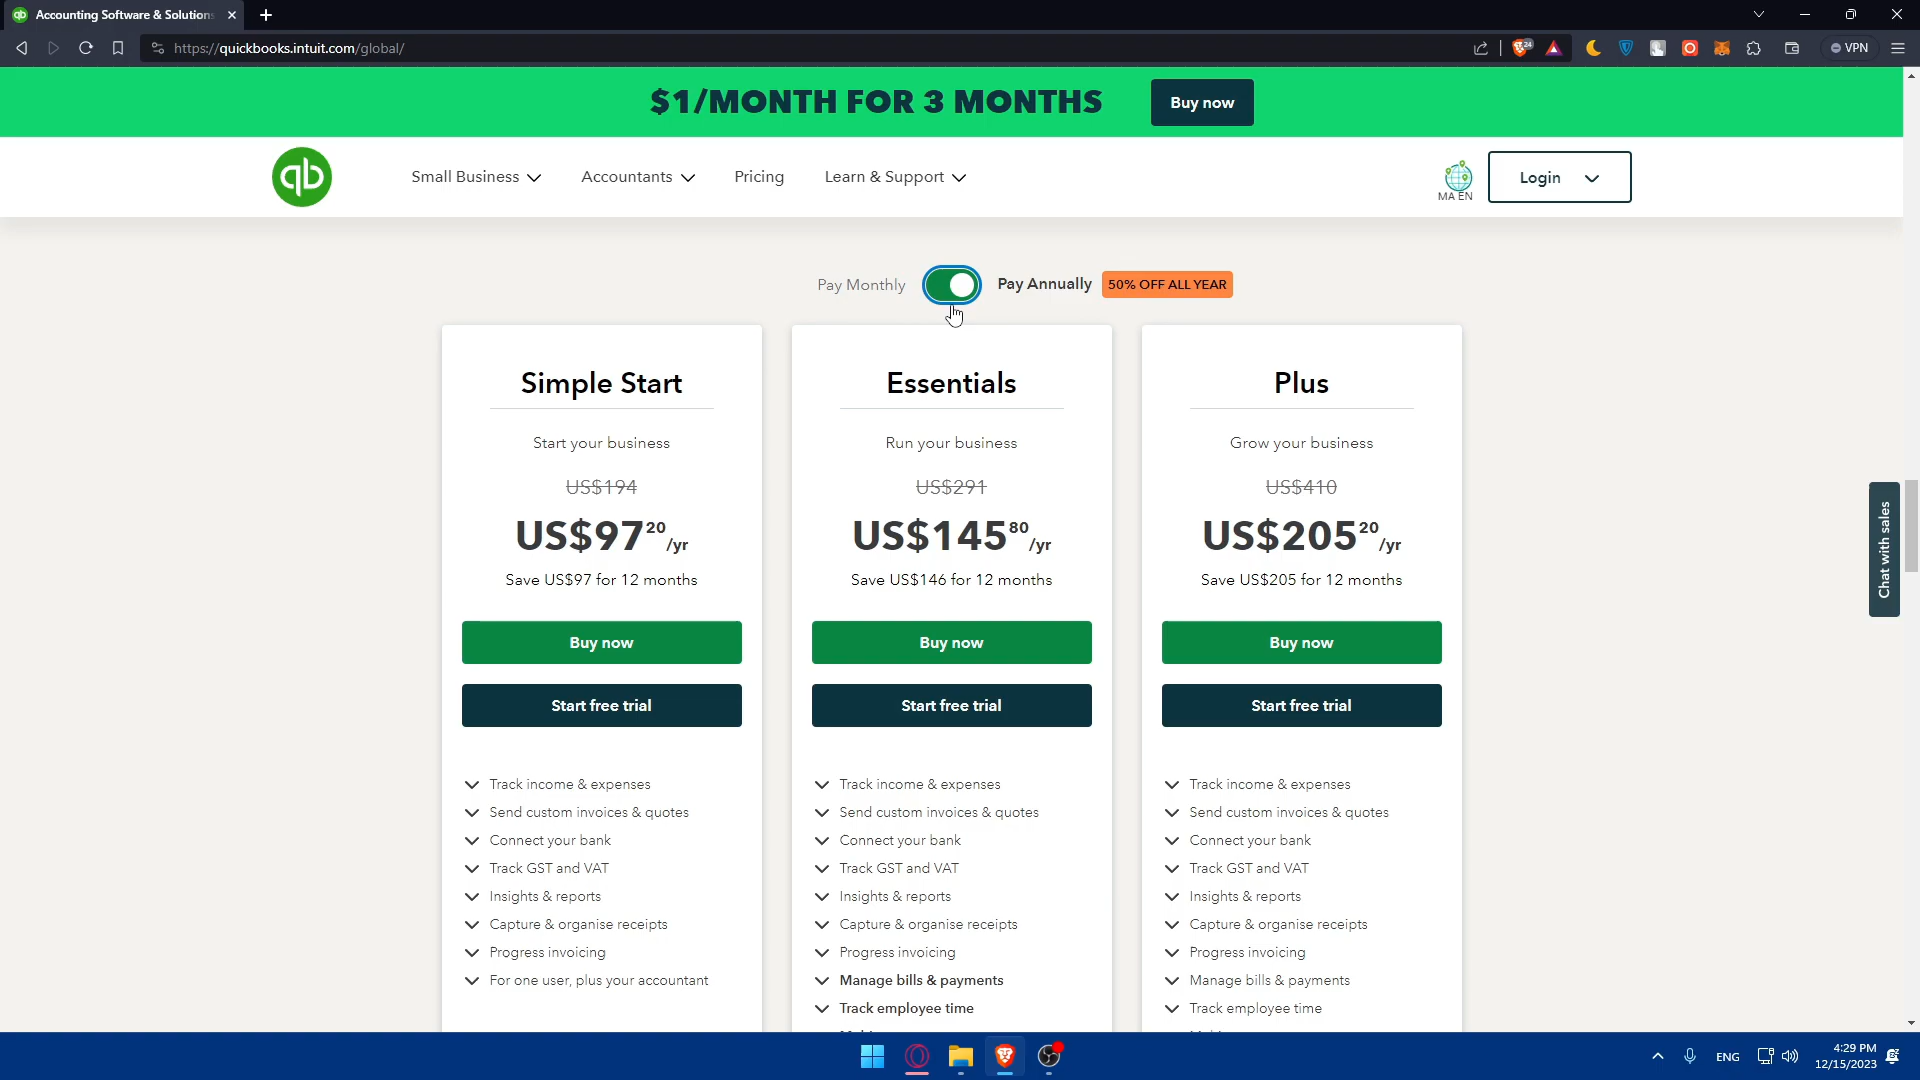 Accounting Software & Solutions
https://quickbooks.intuit.com/global/
24
VPN
$1/MONTH FOR 3 MONTHS
Buy now
qb
Small Business
Accountants
Pricing
Learn & Support
MA EN
Login
Pay Monthly
Pay Annually
50% OFF ALL YEAR
Simple Start
Start your business
US$194
US$97 20 /yr
Save US$97 for 12 months
Buy now
Start free trial
Track income & expenses
Send custom invoices & quotes
Connect your bank
Track GST and VAT
Insights & reports
Capture & organise receipts
Progress invoicing
For one user, plus your accountant
Essentials
Run your business
US$291
US$145 80 /yr
Save US$146 for 12 months
Buy now
Start free trial
Track income & expenses
Send custom invoices & quotes
Connect your bank
Track GST and VAT
Insights & reports
Capture & organise receipts
Progress invoicing
Manage bills & payments
Track employee time
Plus
Grow your business
US$410
US$205 20 /yr
Save US$205 for 12 months
Buy now
Start free trial
Track income & expenses
Send custom invoices & quotes
Connect your bank
Track GST and VAT
Insights & reports
Capture & organise receipts
Progress invoicing
Manage bills & payments
Track employee time
Chat with sales
ENG
4:29 PM
12/15/2023